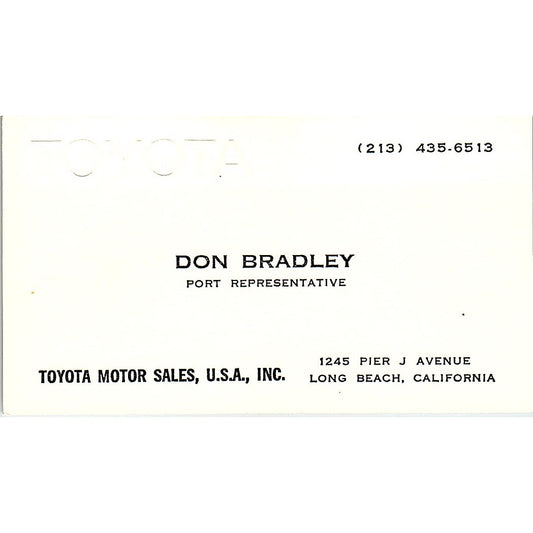 TOYOTA
(213) 435-6513
DON BRADLEY
PORT REPRESENTATIVE
TOYOTA MOTOR SALES, U.S.A., INC.
1245 PIER J AVENUE
LONG BEACH, CALIFORNIA